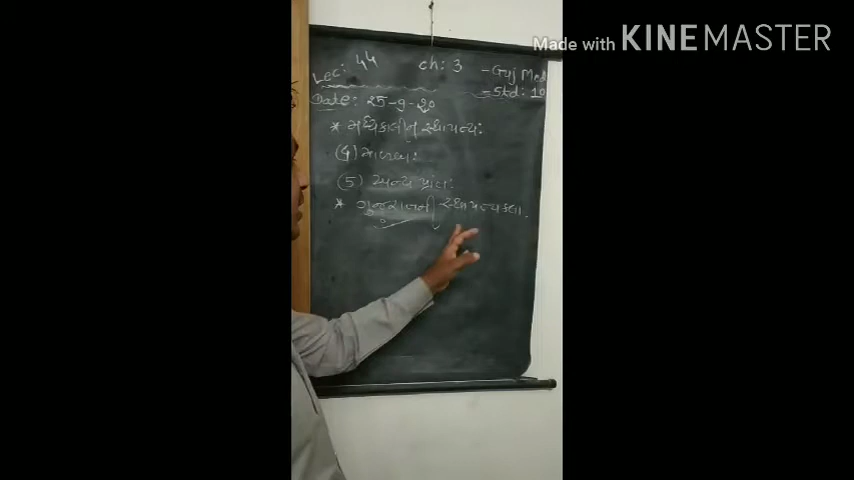 Made with KINEMASTER
Lec: 44 ch: 3 - Guj Med
Date: 25-9-20 - Std: 10
* મધ્યકાલીન સ્થાપત્ય:
(4) માળવા:
(5) અન્ય પ્રાંત:
* ગુજરાતની સ્થાપત્યકલા.